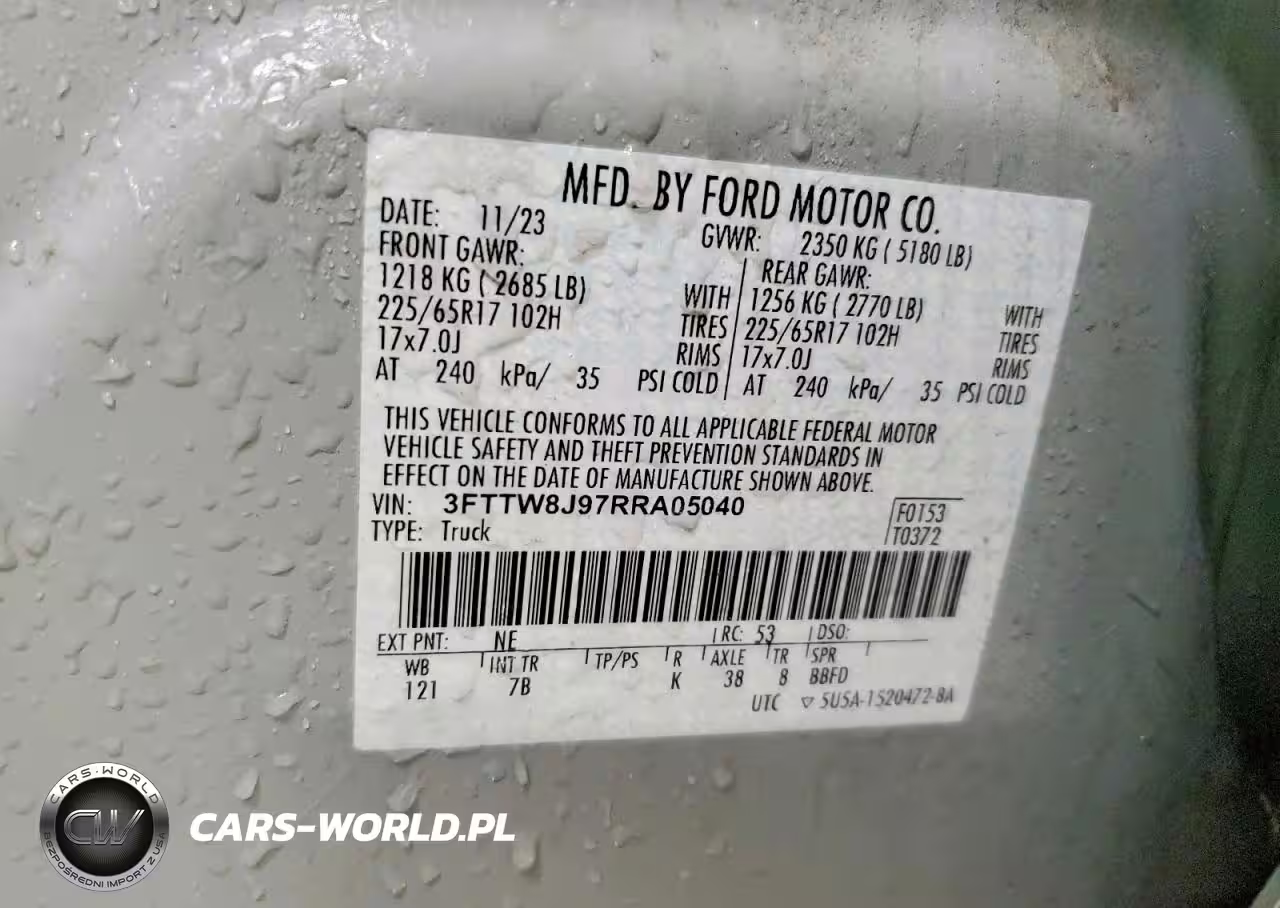 MFD. BY FORD MOTOR CO.
DATE: 11/23 GVWR: 2350 KG ( 5180 LB)
FRONT GAWR: REAR GAWR:
1218 KG ( 2685 LB) WITH 1256 KG ( 2770 LB) WITH
225/65R17 102H TIRES 225/65R17 102H TIRES
17x7.0J RIMS 17x7.0J RIMS
AT 240 kPa/ 35 PSI COLD AT 240 kPa/ 35 PSI COLD
THIS VEHICLE CONFORMS TO ALL APPLICABLE FEDERAL MOTOR
VEHICLE SAFETY AND THEFT PREVENTION STANDARDS IN
EFFECT ON THE DATE OF MANUFACTURE SHOWN ABOVE.
VIN: 3FTTW8J97RRA05040
F0153
TYPE: Truck
T0372
EXT PNT: NE RC: 53 DSO:
WB INT TR TP/PS R AXLE TR SPR
121 7B K 38 8 BBFD
UTC ▽ 5U5A-1520472-BA
CARS-WORLD
CW
BEZPOŚREDNI IMPORT Z USA
CARS-WORLD.PL